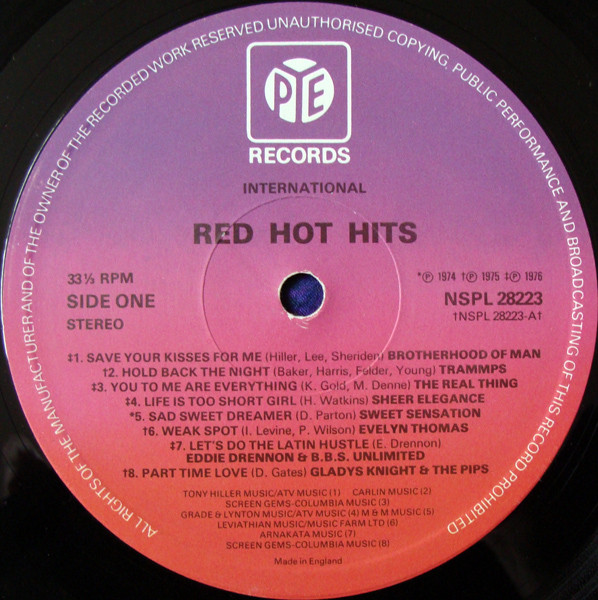 ALL RIGHTS OF THE MANUFACTURER AND OF THE OWNER OF THE RECORDED WORK RESERVED UNAUTHORISED COPYING, PUBLIC PERFORMANCE AND BROADCASTING OF THIS RECORD PROHIBITED
PYE
RECORDS
INTERNATIONAL
RED HOT HITS
33⅓ RPM
SIDE ONE
STEREO
*℗ 1974 †℗ 1975 ‡℗ 1976
NSPL 28223
†NSPL 28223-A†
‡1. SAVE YOUR KISSES FOR ME (Hiller, Lee, Sheriden) BROTHERHOOD OF MAN
†2. HOLD BACK THE NIGHT (Baker, Harris, Felder, Young) TRAMMPS
‡3. YOU TO ME ARE EVERYTHING (K. Gold, M. Denne) THE REAL THING
‡4. LIFE IS TOO SHORT GIRL (H. Watkins) SHEER ELEGANCE
*5. SAD SWEET DREAMER (D. Parton) SWEET SENSATION
†6. WEAK SPOT (I. Levine, P. Wilson) EVELYN THOMAS
‡7. LET'S DO THE LATIN HUSTLE (E. Drennon)
EDDIE DRENNON & B.B.S. UNLIMITED
†8. PART TIME LOVE (D. Gates) GLADYS KNIGHT & THE PIPS
TONY HILLER MUSIC/ATV MUSIC (1) CARLIN MUSIC (2)
SCREEN GEMS-COLUMBIA MUSIC (3)
GRADE & LYNTON MUSIC/ATV MUSIC (4) M & M MUSIC (5)
LEVIATHIAN MUSIC/MUSIC FARM LTD (6)
ARNAKATA MUSIC (7)
SCREEN GEMS-COLUMBIA MUSIC (8)
Made in England